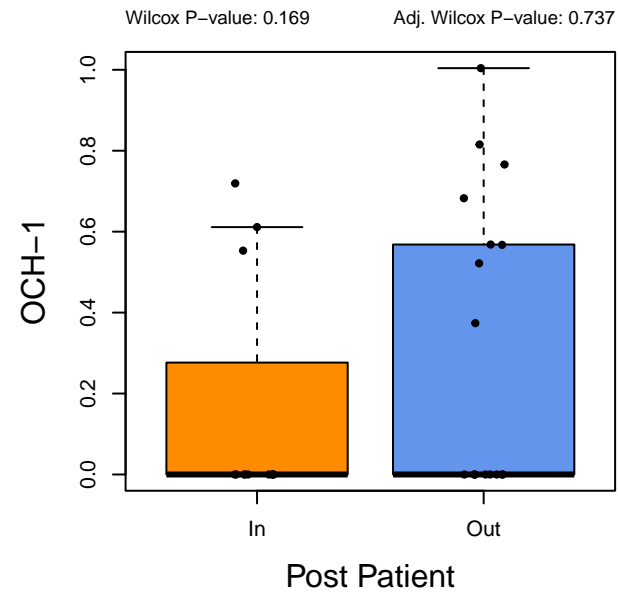 Wilcox P−value: 0.169
Adj. Wilcox P−value: 0.737
OCH−1
1.0
0.8
0.6
0.4
0.2
0.0
In
Out
Post Patient